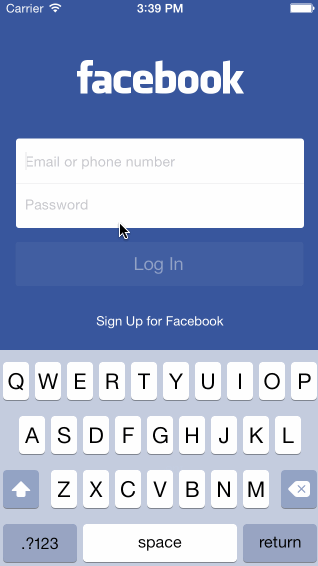 Carrier 3:39 PM
facebook
Email or phone number
Password
Log In
Sign Up for Facebook
Q W E R T Y U I O P
A S D F G H J K L
Z X C V B N M
.?123 space return